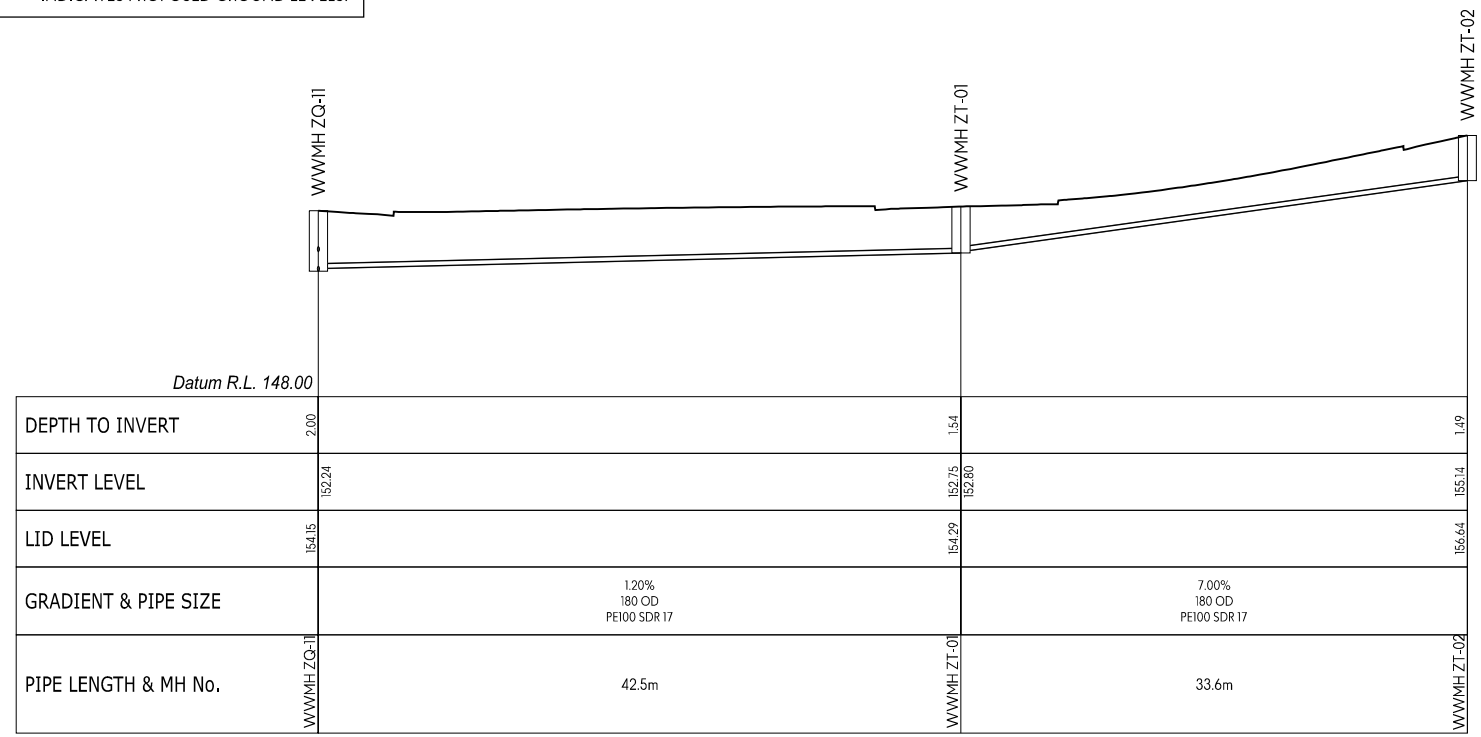 WWMH ZQ-11
WWMH ZT-01
WWMH ZT-02
Datum R.L. 148.00
DEPTH TO INVERT
2.00
1.54
1.49
INVERT LEVEL
152.24
152.75
152.80
155.14
LID LEVEL
154.15
154.29
156.64
GRADIENT & PIPE SIZE
1.20%
180 OD
PE100 SDR 17
7.00%
180 OD
PE100 SDR 17
PIPE LENGTH & MH No.
WWMH ZQ-11
42.5m
WWMH ZT-01
33.6m
WWMH ZT-02